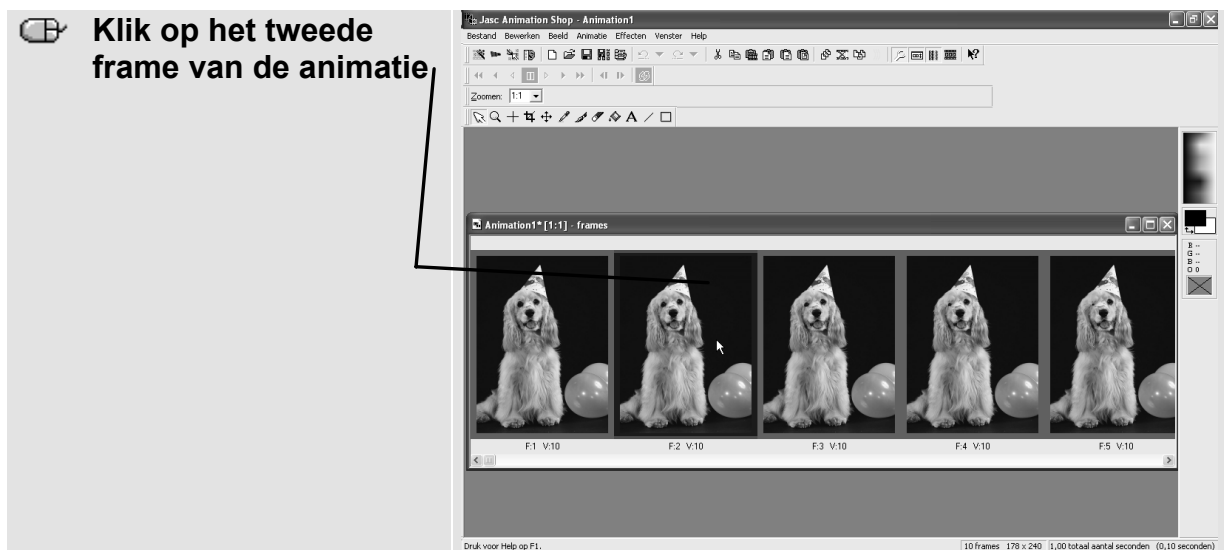 Klik op het tweede
frame van de animatie
Jasc Animation Shop - Animation1
Bestand Bewerken Beeld Animatie Effecten Venster Help
Zoomen: 1:1
A
Animation1* [1:1] - frames
R --
G --
B --
O 0
F:1 V:10 F:2 V:10 F:3 V:10 F:4 V:10 F:5 V:10
Druk voor Help op F1. 10 frames 178 x 240 1,00 totaal aantal seconden (0,10 seconden)